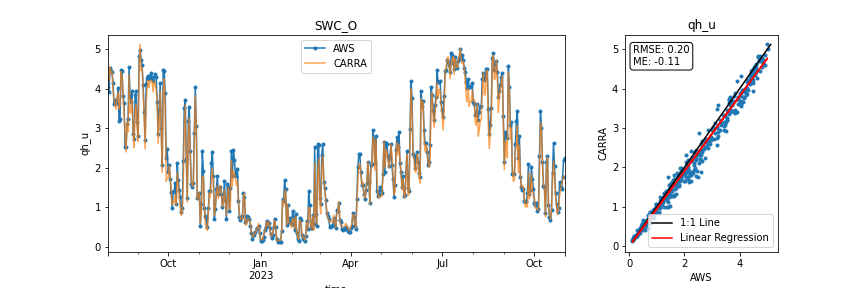 SWC_O
AWS
CARRA
qh_u
5
4
3
2
1
0
Oct
Jan
2023
Apr
Jul
Oct
time
qh_u
RMSE: 0.20
ME: -0.11
CARRA
5
4
3
2
1
0
1:1 Line
Linear Regression
0
2
4
AWS